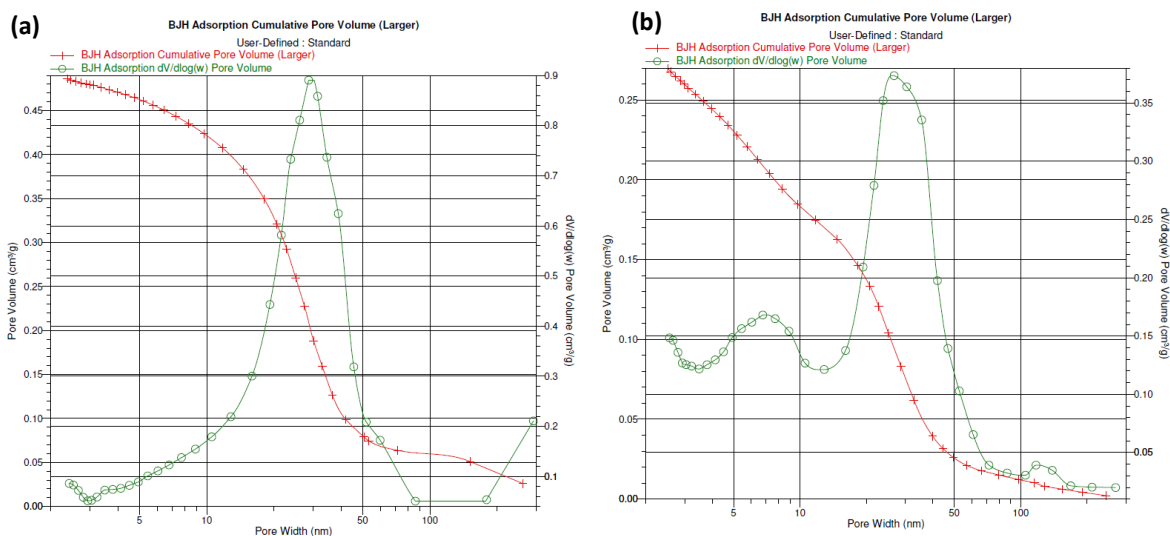 (a)
BJH Adsorption Cumulative Pore Volume (Larger)
User-Defined : Standard
BJH Adsorption Cumulative Pore Volume (Larger)
BJH Adsorption dV/dlog(w) Pore Volume
0.45
0.40
0.35
0.30
0.25
0.20
0.15
0.10
0.05
0.00
Pore Volume (cm³/g)
0.9
0.8
0.7
0.6
0.5
0.4
0.3
0.2
0.1
dV/dlog(w) Pore Volume (cm³/g)
5 10 50 100
Pore Width (nm)
(b)
BJH Adsorption Cumulative Pore Volume (Larger)
User-Defined : Standard
BJH Adsorption Cumulative Pore Volume (Larger)
BJH Adsorption dV/dlog(w) Pore Volume
0.25
0.20
0.15
0.10
0.05
0.00
Pore Volume (cm³/g)
0.35
0.30
0.25
0.20
0.15
0.10
0.05
dV/dlog(w) Pore Volume (cm³/g)
5 10 50 100
Pore Width (nm)